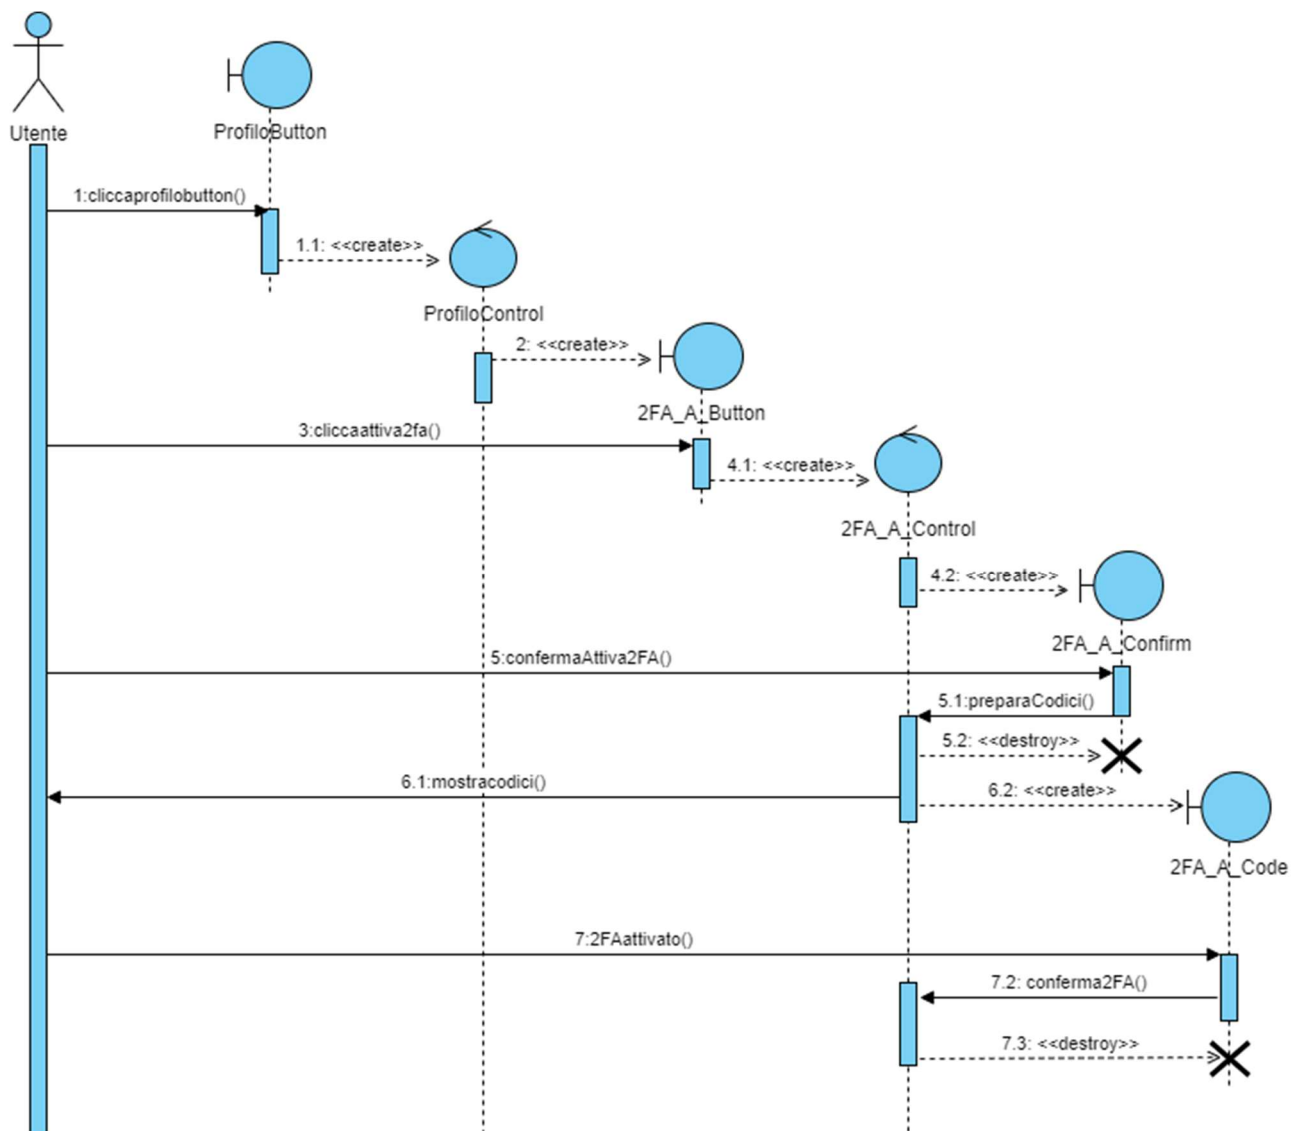 Utente
ProfiloButton
1:cliccaprofilobutton()
1.1: <<create>>
ProfiloControl
2: <<create>>
2FA_A_Button
3:cliccaattiva2fa()
4.1: <<create>>
2FA_A_Control
4.2: <<create>>
2FA_A_Confirm
5:confermaAttiva2FA()
5.1:preparaCodici()
5.2: <<destroy>>
6.1:mostracodici()
6.2: <<create>>
2FA_A_Code
7:2FAattivato()
7.2: conferma2FA()
7.3: <<destroy>>